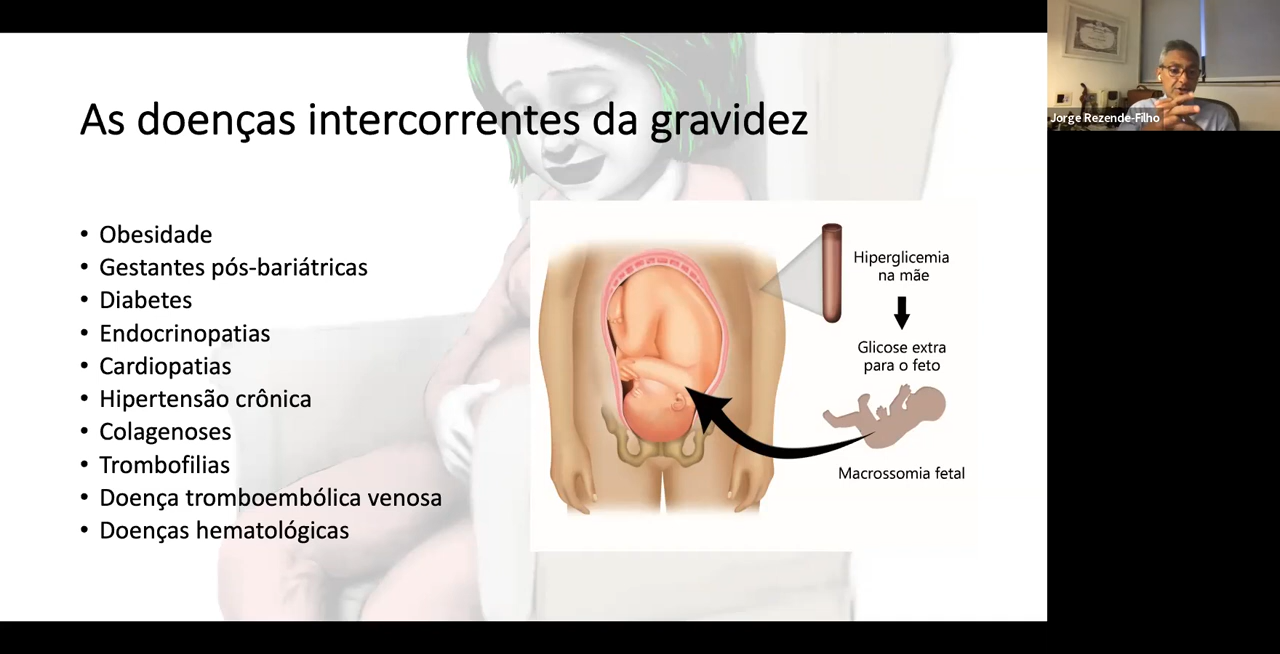 As doenças intercorrentes da gravidez
• Obesidade
• Gestantes pós-bariátricas
• Diabetes
• Endocrinopatias
• Cardiopatias
• Hipertensão crônica
• Colagenoses
• Trombofilias
• Doença tromboembólica venosa
• Doenças hematológicas
Hiperglicemia
na mãe
Glicose extra
para o feto
Macrossomia fetal
Jorge Rezende-Filho